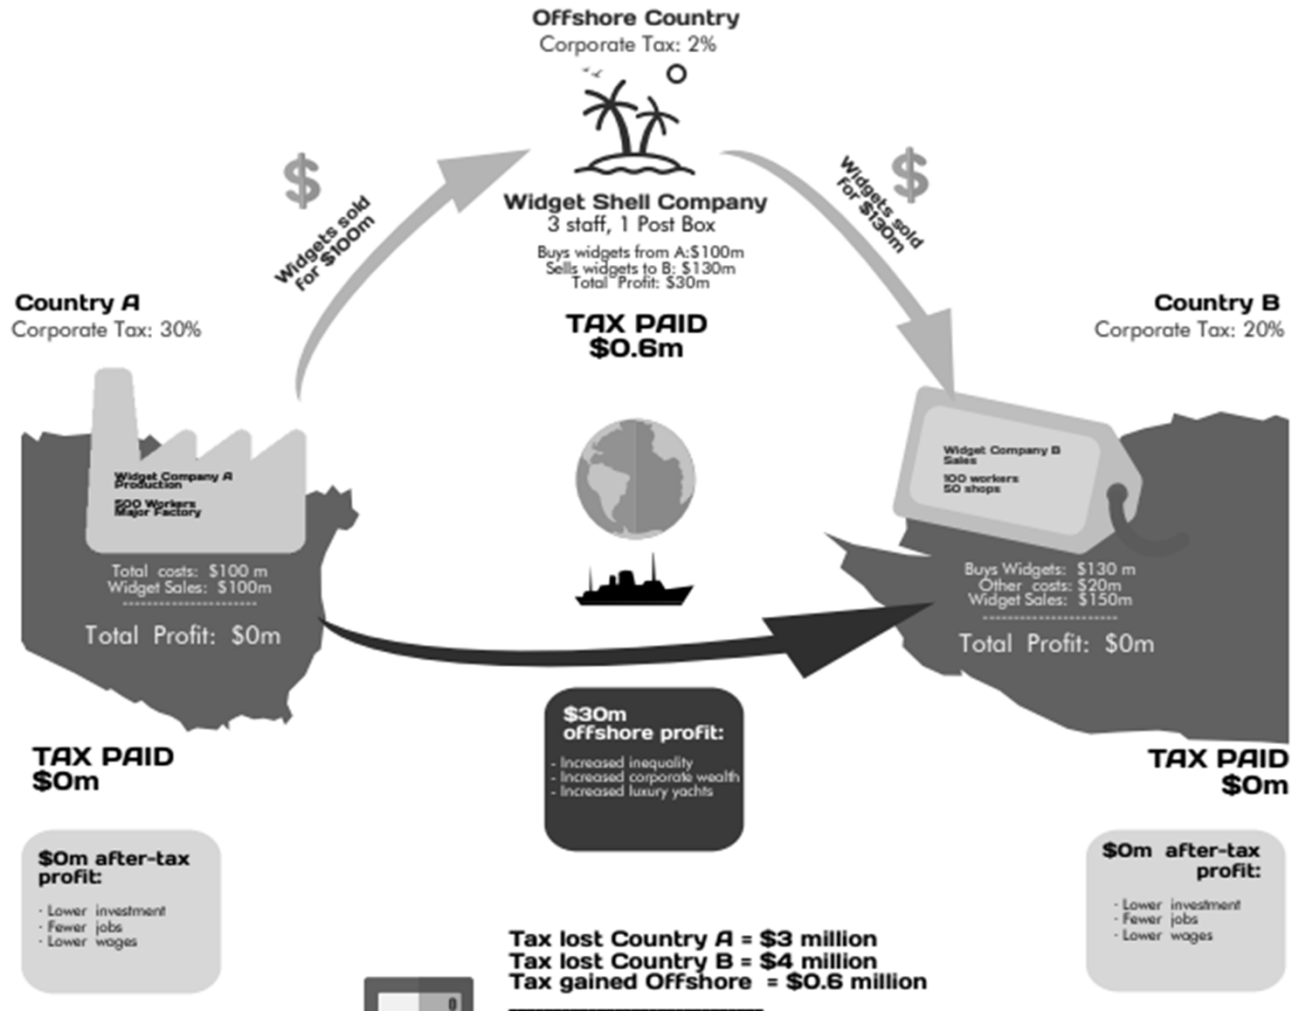 Offshore Country
Corporate Tax: 2%
$
Widgets sold
For $100m
Widget Shell Company
3 staff, 1 Post Box
Buys widgets from A:$100m
Sells widgets to B: $130m
Total Profit: $30m
TAX PAID
$0.6m
$
Widgets sold
For $130m
Country A
Corporate Tax: 30%
Widget Company A
Production
500 Workers
Major Factory
Total costs: $100 m
Widget Sales: $100m
----------------------
Total Profit: $0m
TAX PAID
$0m
$0m after-tax
profit:
- Lower investment
- Fewer jobs
- Lower wages
Country B
Corporate Tax: 20%
Widget Company B
Sales
100 workers
50 shops
Buys Widgets: $130 m
Other costs: $20m
Widget Sales: $150m
----------------------
Total Profit: $0m
TAX PAID
$0m
$0m after-tax
profit:
- Lower investment
- Fewer jobs
- Lower wages
$30m
offshore profit:
- Increased inequality
- Increased corporate wealth
- Increased luxury yachts
Tax lost Country A = $3 million
Tax lost Country B = $4 million
Tax gained Offshore = $0.6 million
----------------------
0